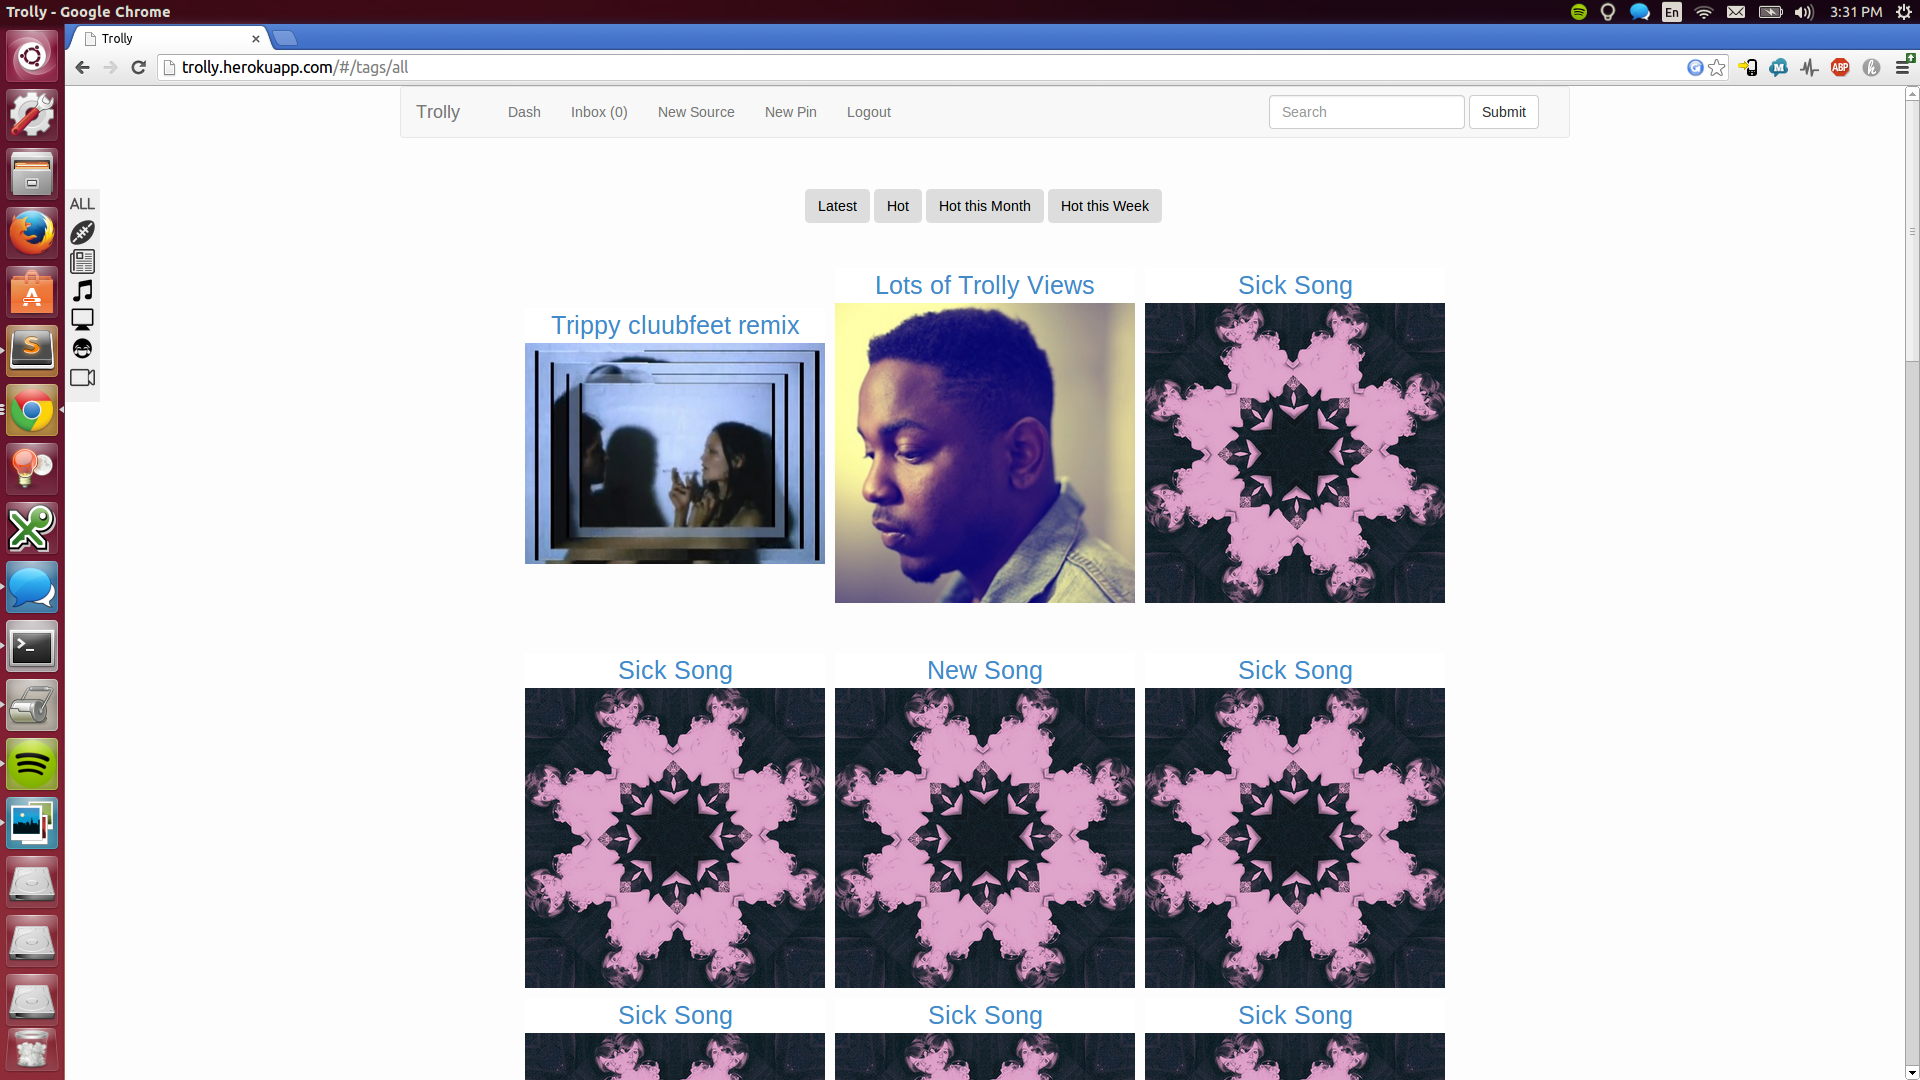 Trolly - Google Chrome
En
3:31 PM
Trolly
trolly.herokuapp.com/#/tags/all
ABP
Trolly
Dash
Inbox (0)
New Source
New Pin
Logout
Search
Submit
ALL
Latest
Hot
Hot this Month
Hot this Week
Trippy cluubfeet remix
Lots of Trolly Views
Sick Song
Sick Song
New Song
Sick Song
Sick Song
Sick Song
Sick Song